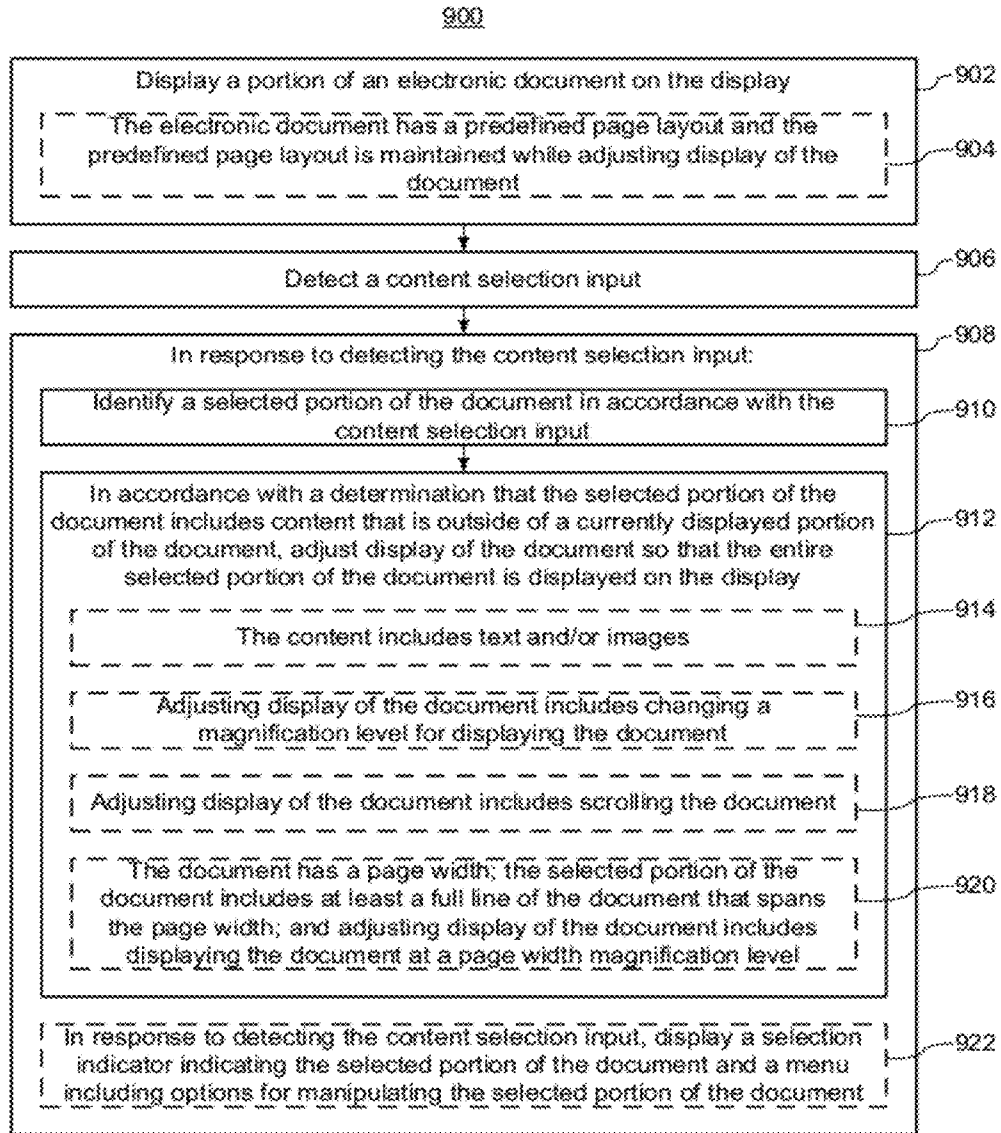 900
Display a portion of an electronic document on the display
902
The electronic document has a predefined page layout and the
predefined page layout is maintained while adjusting display of the
document
904
Detect a content selection input
906
In response to detecting the content selection input:
908
Identify a selected portion of the document in accordance with the
content selection input
910
In accordance with a determination that the selected portion of the
document includes content that is outside of a currently displayed portion
of the document, adjust display of the document so that the entire
selected portion of the document is displayed on the display
912
The content includes text and/or images
914
Adjusting display of the document includes changing a
magnification level for displaying the document
916
Adjusting display of the document includes scrolling the document
918
The document has a page width; the selected portion of the
document includes at least a full line of the document that spans
the page width; and adjusting display of the document includes
displaying the document at a page width magnification level
920
In response to detecting the content selection input, display a selection
indicator indicating the selected portion of the document and a menu
including options for manipulating the selected portion of the document
922